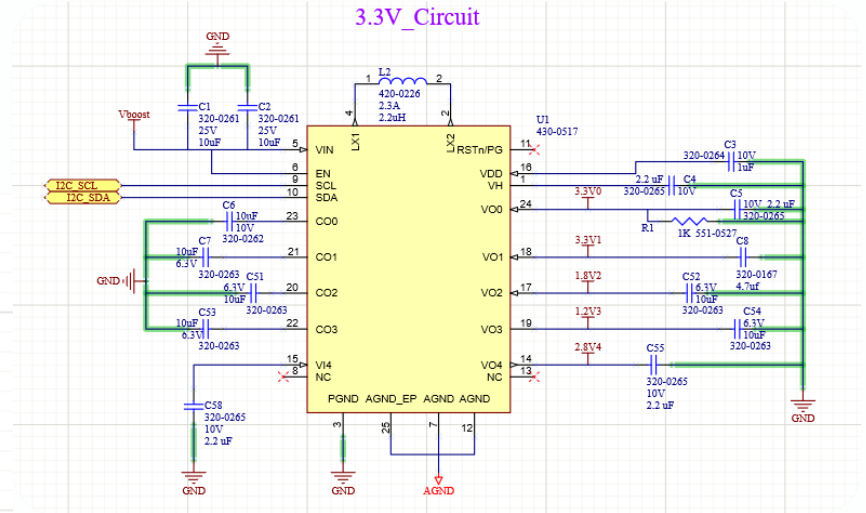 3.3V_Circuit
GND
L2
1 2
420-0226
2.3A
2.2uH
4 2
C1
320-0261
25V
10uF
C2
320-0261
25V
10uF
Vboost
U1
430-0517
LX1 LX2
5 VIN
6 EN
I2C_SCL 9 SCL
I2C_SDA 10 SDA
RSTn/PG 11
VDD 16
VH 1
VO0 24
320-0264
C3
10V
1uF
2.2 uF C4
320-0265 10V
3.3V0
C5
10V 2.2 uF
320-0265
R1 1K 551-0527
C6
10uF
10V
320-0262
23 CO0
C7
10uF
6.3V
320-0263
21 CO1
GND
C51
6.3V
10uF
320-0263
20 CO2
C53
10uF
6.3V
320-0263
22 CO3
3.3V1
VO1 18
C8
320-0167
4.7uf
1.8V2
VO2 17
C52
6.3V
10uF
320-0263
1.2V3
VO3 19
C54
6.3V
10uF
320-0263
15 VI4
8 NC
2.8V4
VO4 14
NC 13
C55
320-0265
10V
2.2 uF
C58
320-0265
10V
2.2 uF
GND
PGND AGND_EP AGND AGND
3 25 7 12
GND
AGND
GND